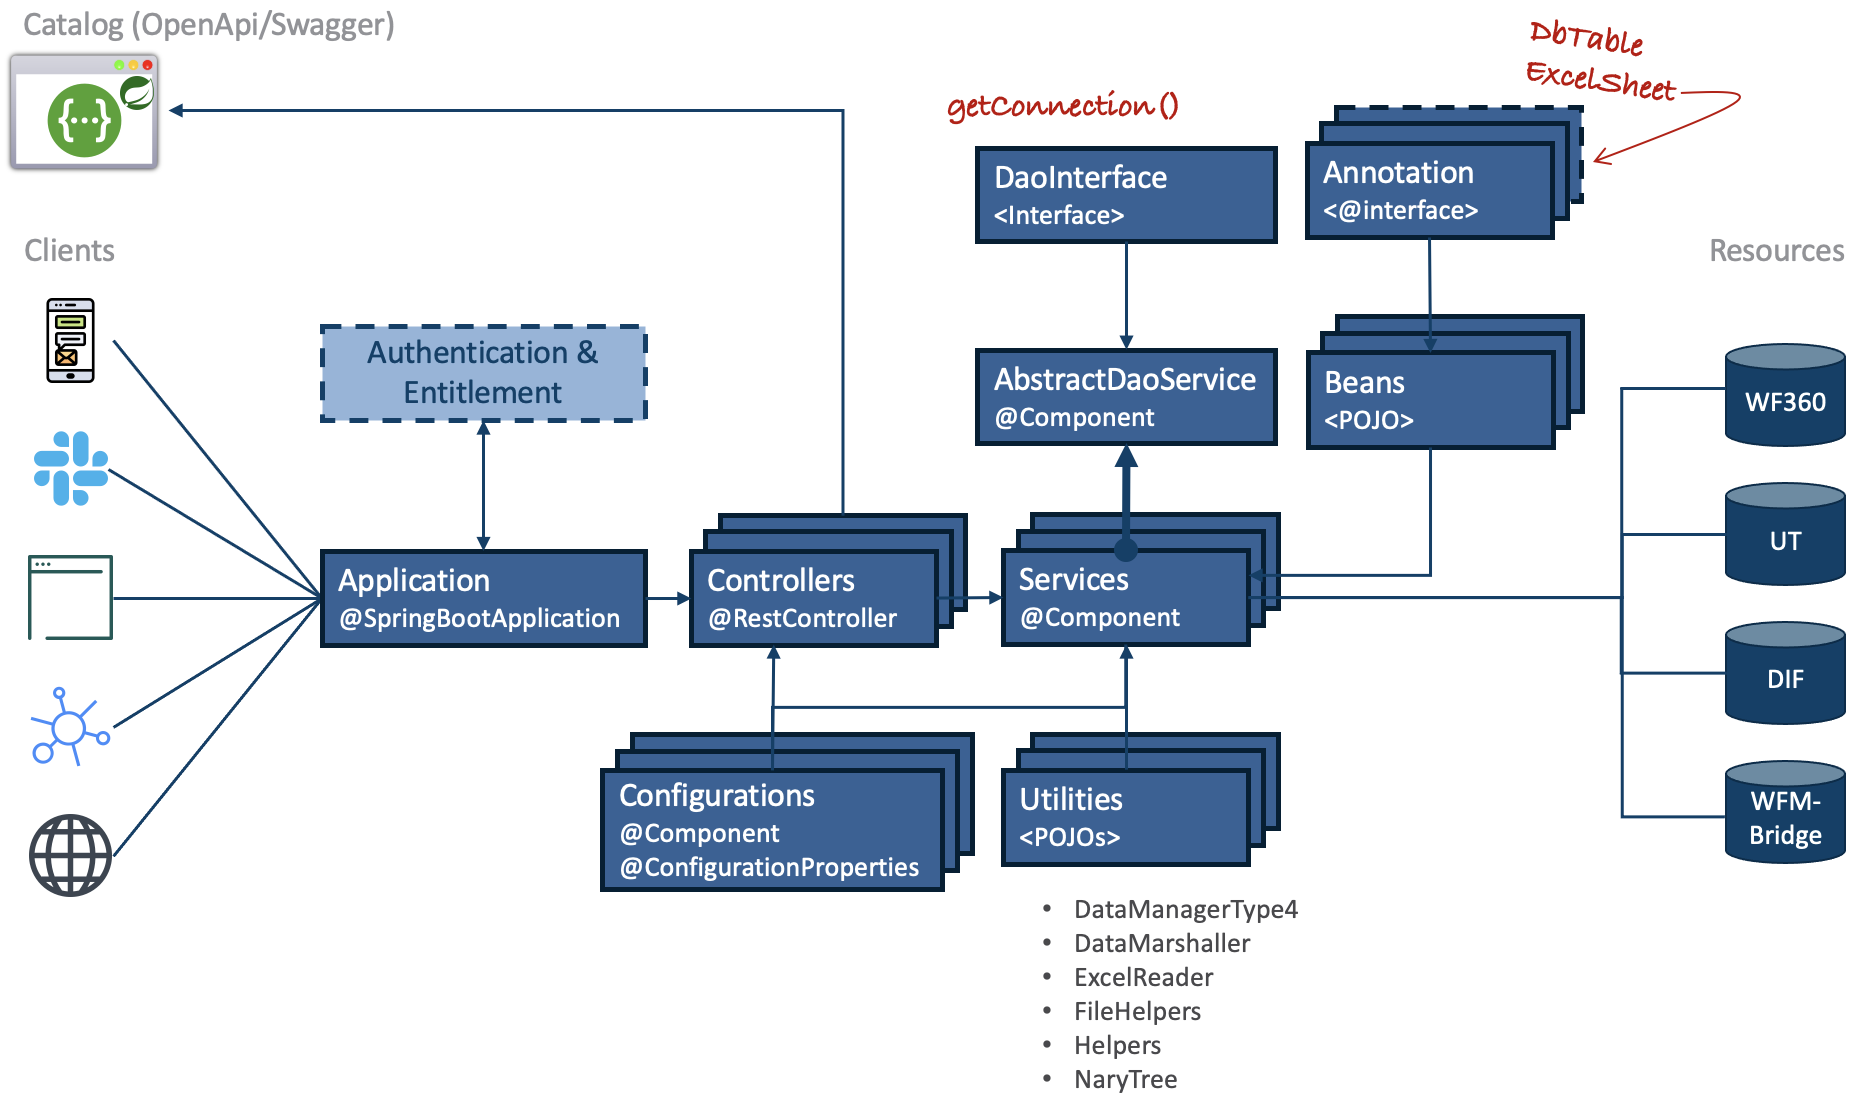 Catalog (OpenApi/Swagger)
{···}
DbTable
ExcelSheet
getConnection()
DaoInterface
<Interface>
Annotation
<@interface>
Clients
Resources
Authentication &
Entitlement
AbstractDaoService
@Component
Beans
<POJO>
WF360
UT
Application
@SpringBootApplication
Controllers
@RestController
Services
@Component
DIF
Configurations
@Component
@ConfigurationProperties
Utilities
<POJOs>
WFM-
Bridge
• DataManagerType4
• DataMarshaller
• ExcelReader
• FileHelpers
• Helpers
• NaryTree